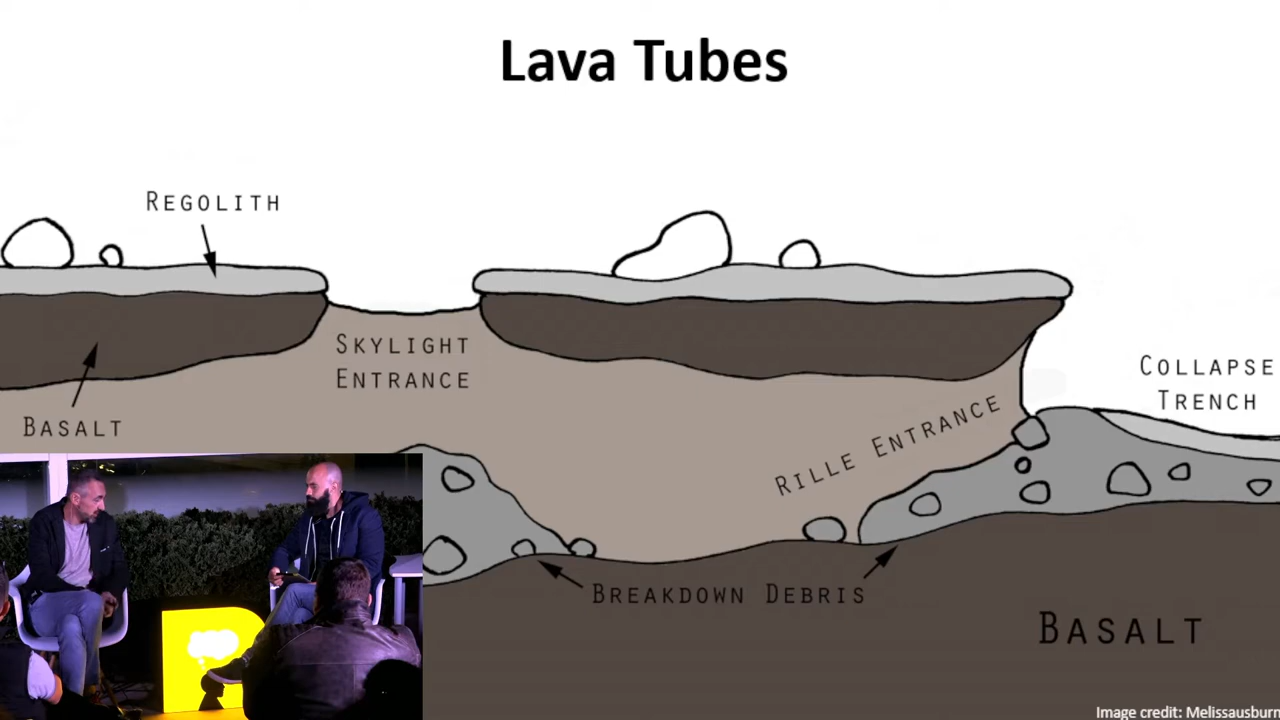 Lava Tubes
REGOLITH
SKYLIGHT
ENTRANCE
COLLAPSE
TRENCH
BASALT
RILLE ENTRANCE
BREAKDOWN DEBRIS
BASALT
Image credit: Melissausburn